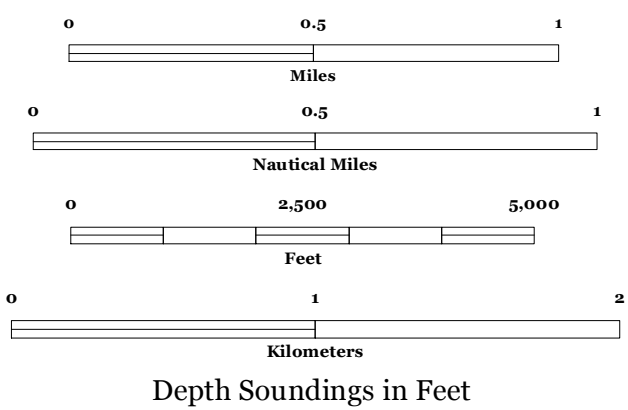 0 0.5 1
Miles
0 0.5 1
Nautical Miles
0 2,500 5,000
Feet
0 1 2
Kilometers
Depth Soundings in Feet